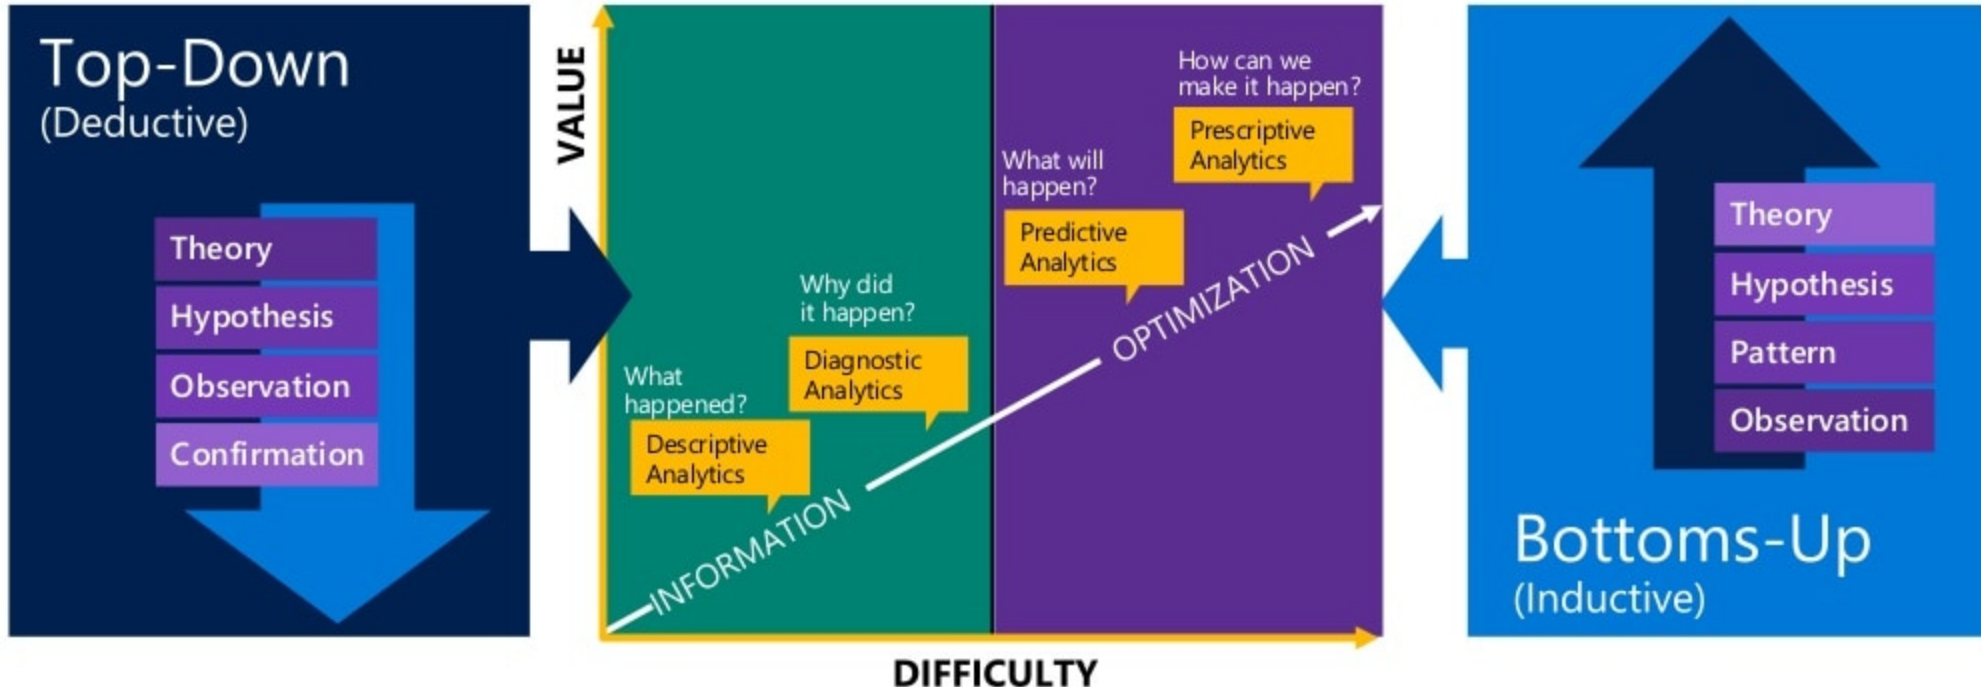 Top-Down
(Deductive)
Theory
Hypothesis
Observation
Confirmation
VALUE
What
happened?
Descriptive
Analytics
Why did
it happen?
Diagnostic
Analytics
What will
happen?
Predictive
Analytics
How can we
make it happen?
Prescriptive
Analytics
INFORMATION
OPTIMIZATION
DIFFICULTY
Theory
Hypothesis
Pattern
Observation
Bottoms-Up
(Inductive)